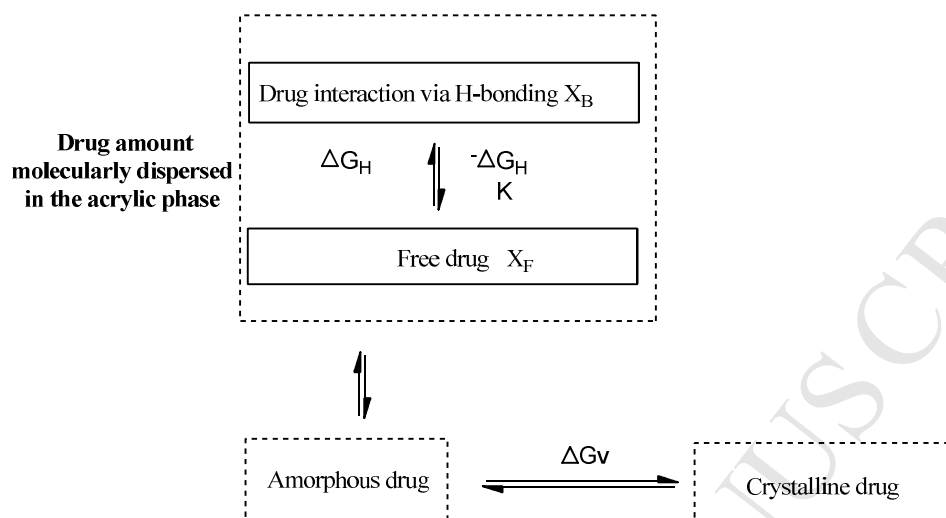 Drug interaction via H-bonding X_B
Drug amount
molecularly dispersed
in the acrylic phase
ΔG_H
-ΔG_H
K
Free drug X_F
Amorphous drug
ΔGv
Crystalline drug
USCR